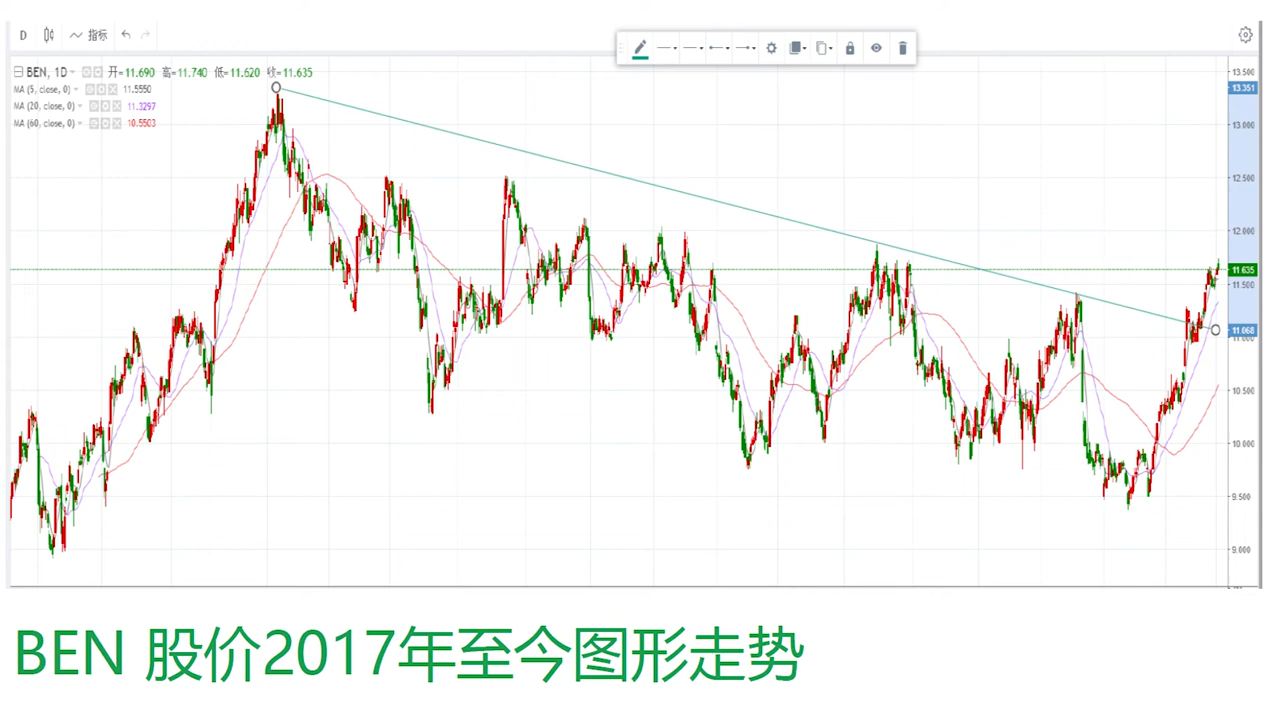 D 指标
BEN, 1D 开=11.690 高=11.740 低=11.620 收=11.635
MA (5, close, 0) 11.5550
MA (20, close, 0) 11.3297
MA (60, close, 0) 10.5503
13.500
13.351
13.000
12.500
12.000
11.635
11.500
11.068
11.000
10.500
10.000
9.500
9.000
BEN 股价2017年至今图形走势